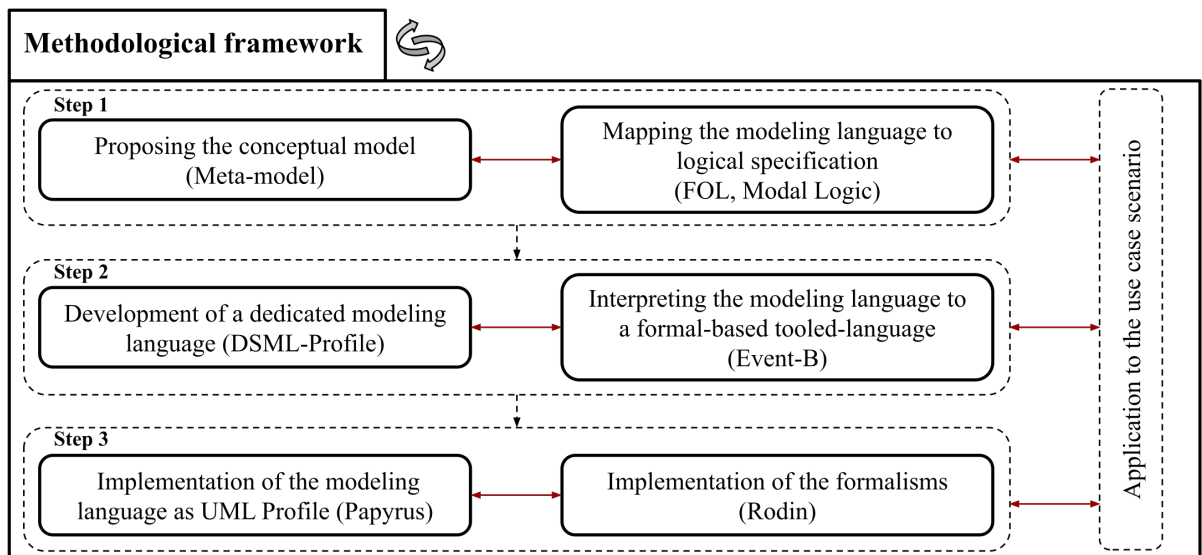 Methodological framework
Step 1
Proposing the conceptual model
(Meta-model)
Mapping the modeling language to
logical specification
(FOL, Modal Logic)
Step 2
Development of a dedicated modeling
language (DSML-Profile)
Interpreting the modeling language to
a formal-based tooled-language
(Event-B)
Step 3
Implementation of the modeling
language as UML Profile (Papyrus)
Implementation of the formalisms
(Rodin)
Application to the use case scenario